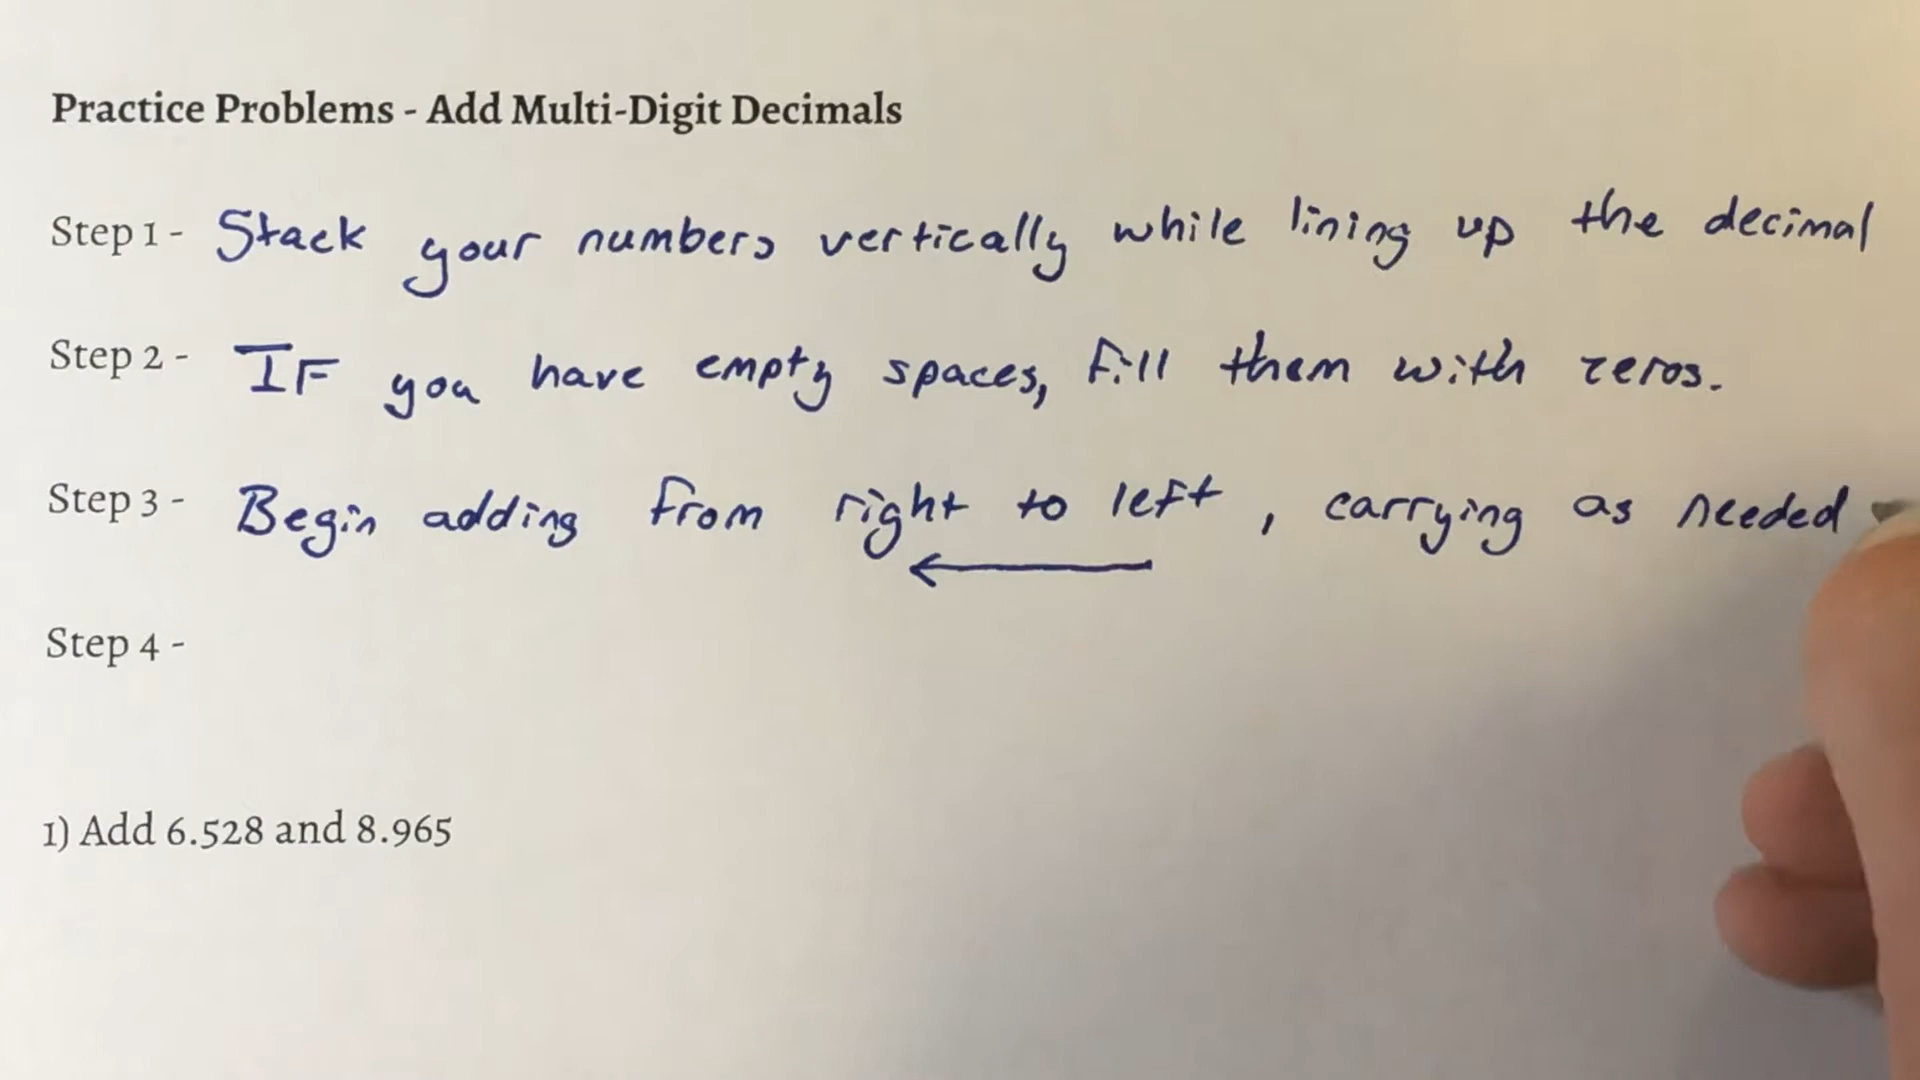 Practice Problems - Add Multi-Digit Decimals
Step 1 - Stack your numbers vertically while lining up the decimal
Step 2 - IF you have empty spaces, fill them with zeros.
Step 3 - Begin adding from right to left, carrying as needed
Step 4 -
1) Add 6.528 and 8.965